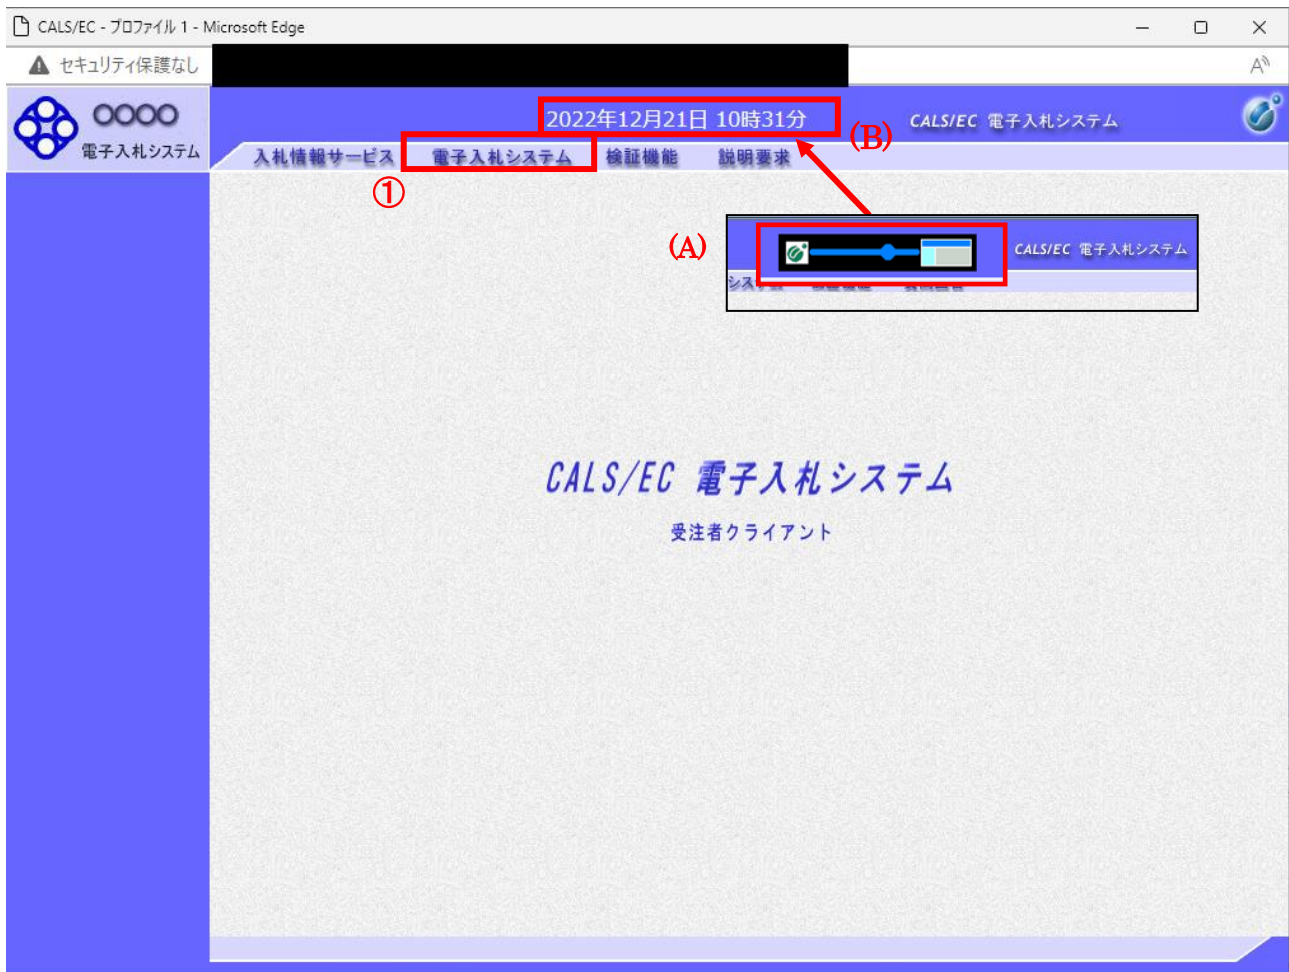 CALS/EC - プロファイル 1 - Microsoft Edge
セキュリティ保護なし
OOOO
電子入札システム
2022年12月21日 10時31分
(B)
CALS/EC 電子入札システム
入札情報サービス 電子入札システム 検証機能 説明要求
①
(A)
CALS/EC 電子入札システム
システム
CALS/EC 電子入札システム
受注者クライアント